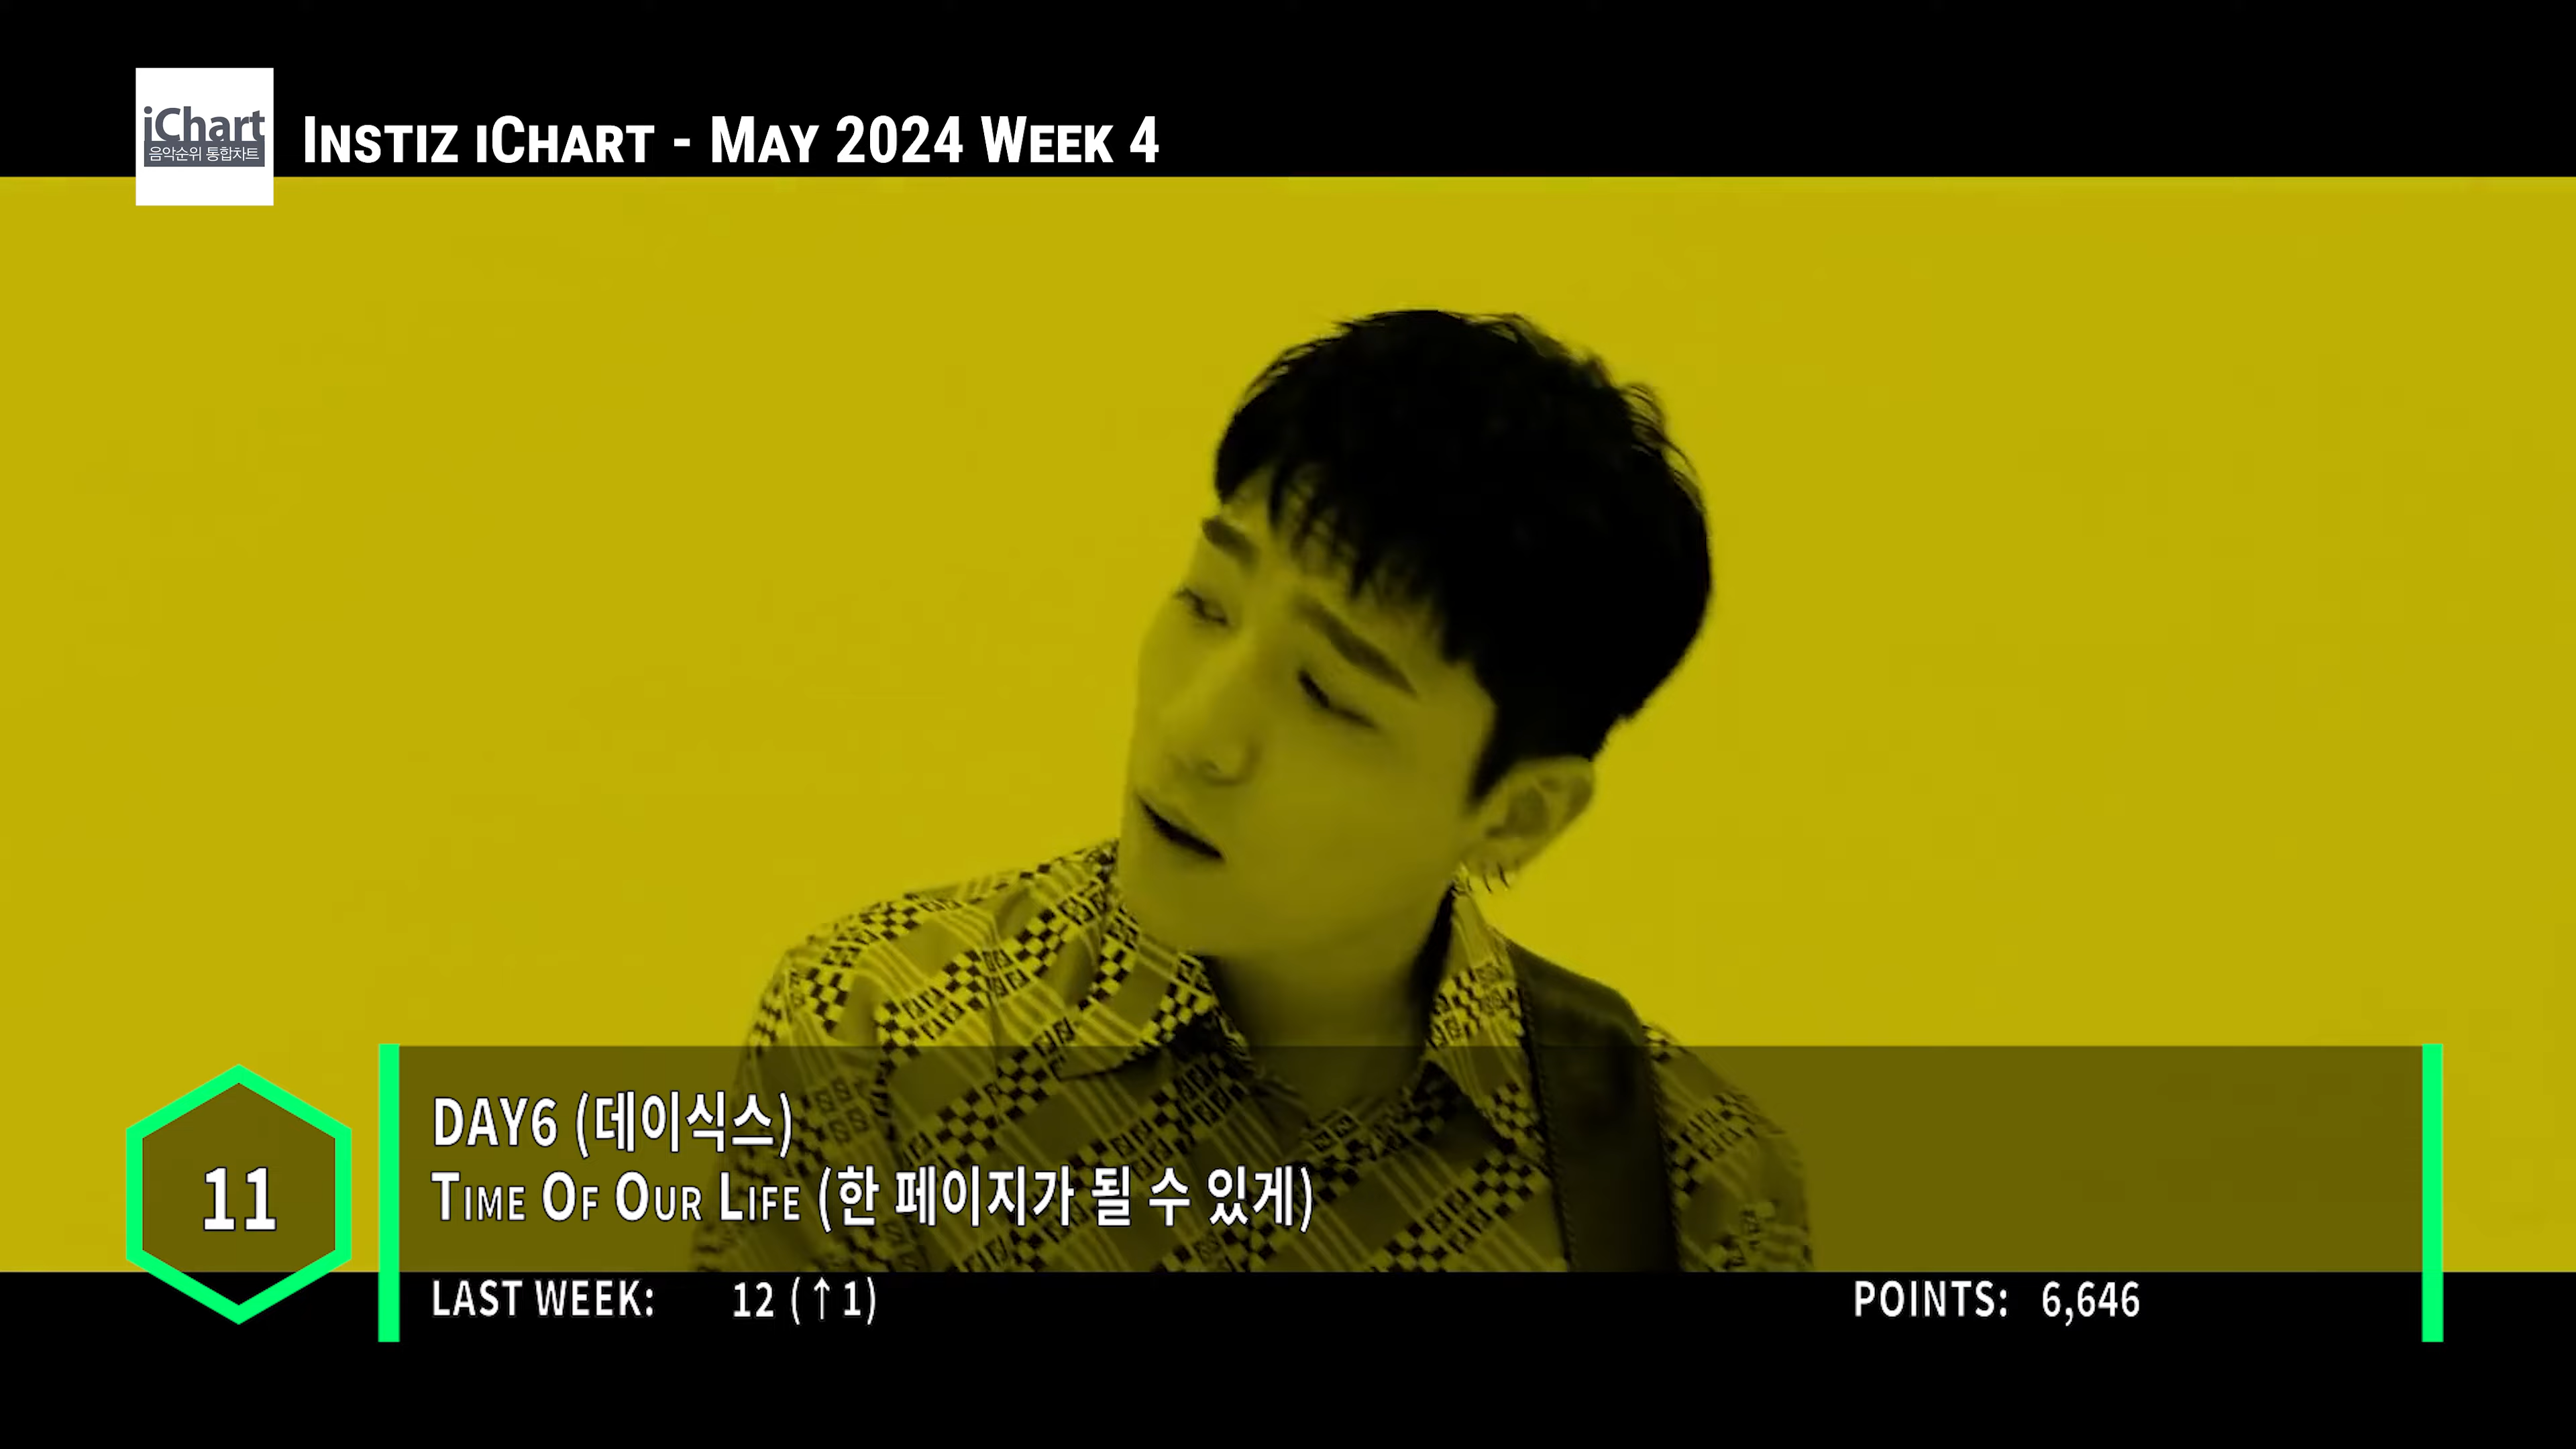 iChart
음악순위 통합차트
INSTIZ ICHART - MAY 2024 WEEK 4
11
DAY6 (데이식스)
TIME OF OUR LIFE (한 페이지가 될 수 있게)
LAST WEEK: 12 (↑1)
POINTS: 6,646